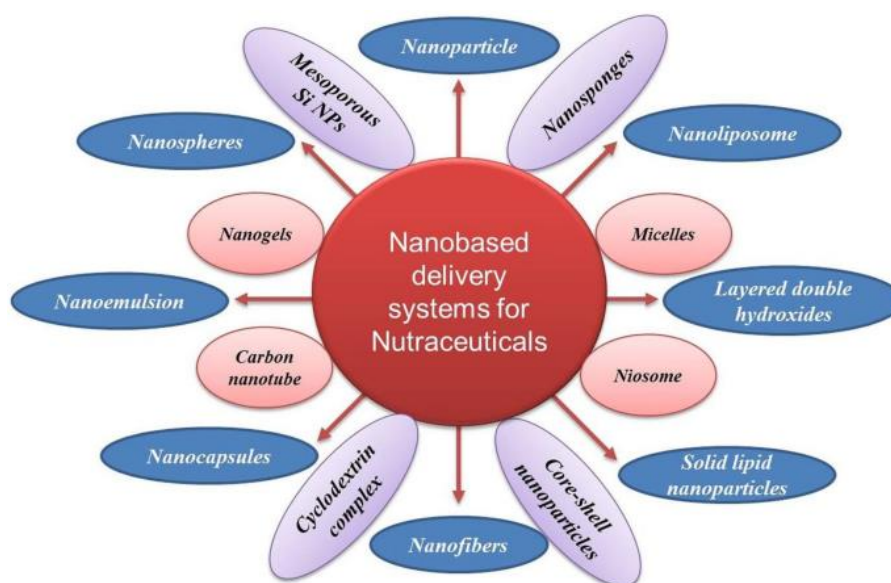 Nanoparticle
Mesoporous
Si NPs
Nanosponges
Nanospheres
Nanoliposome
Nanogels
Micelles
Nanobased
delivery
systems for
Nutraceuticals
Nanoemulsion
Layered double
hydroxides
Carbon
nanotube
Niosome
Nanocapsules
Cyclodextrin
complex
Core-shell
nanoparticles
Solid lipid
nanoparticles
Nanofibers